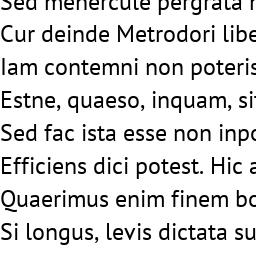 Sed mehercule pergrata
Cur deinde Metrodori libe
Iam contemni non poteris
Estne, quaeso, inquam, sit
Sed fac ista esse non inpo
Efficiens dici potest. Hic a
Quaerimus enim finem bo
Si longus, levis dictata su